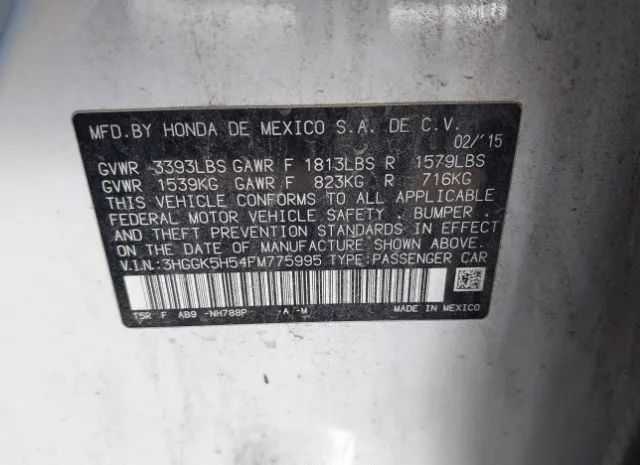 MFD.BY HONDA DE MEXICO S.A. DE C.V.
02/'15
GVWR 3393LBS GAWR F 1813LBS R 1579LBS
GVWR 1539KG GAWR F 823KG R 716KG
THIS VEHICLE CONFORMS TO ALL APPLICABLE
FEDERAL MOTOR VEHICLE SAFETY , BUMPER ,
& THEFT PREVENTION STANDARDS IN EFFECT
ON THE DATE OF MANUFACTURE SHOWN ABOVE.
V.I.N.:3HGGK5H54FM775995 TYPE:PASSENGER CAR
T5R F AB9 -NH788P -A /-M MADE IN MEXICO